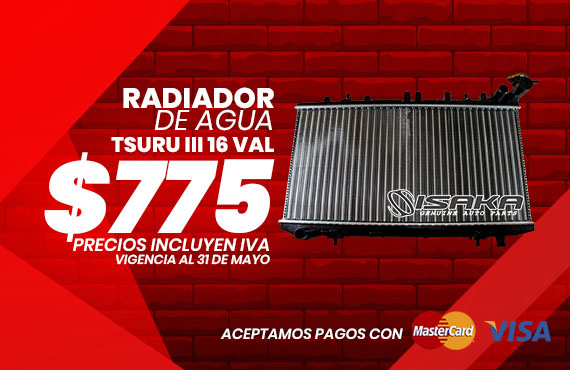 RADIADOR
DE AGUA
TSURU III 16 VAL
$775
PRECIOS INCLUYEN IVA
VIGENCIA AL 31 DE MAYO
ISAKA
GENUINE AUTO PARTS
ACEPTAMOS PAGOS CON MasterCard VISA